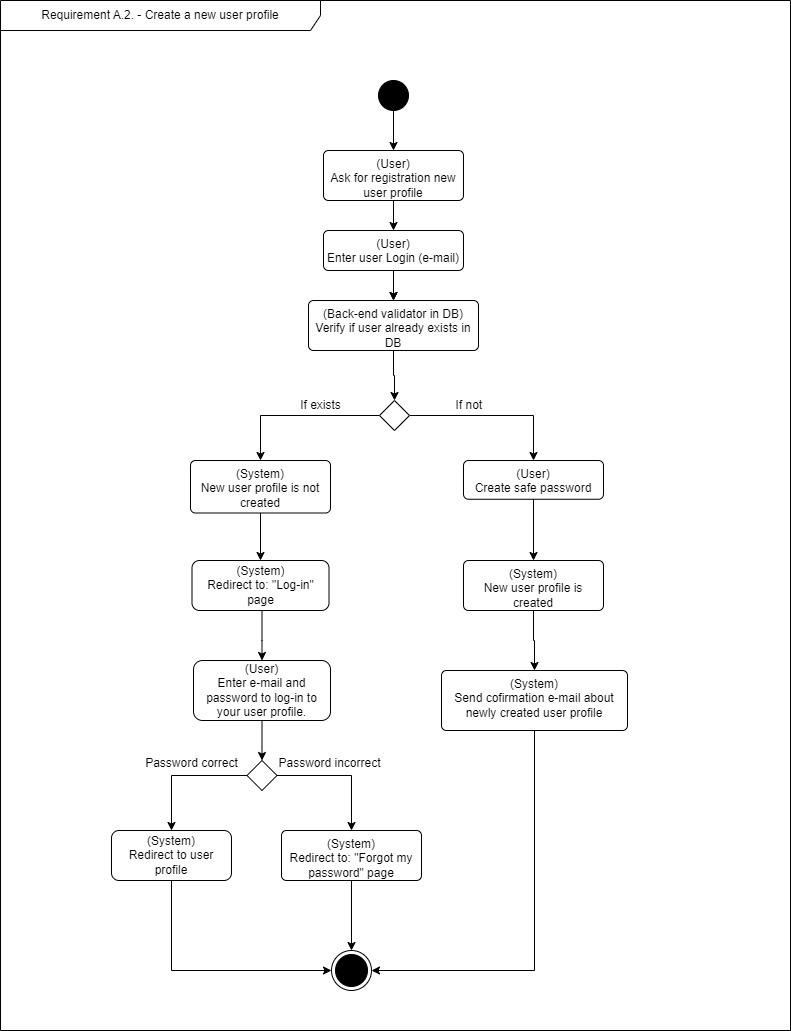 Requirement A.2. - Create a new user profile
(User)
Ask for registration new
user profile
(User)
Enter user Login (e-mail)
(Back-end validator in DB)
Verify if user already exists in
DB
If exists
If not
(System)
New user profile is not
created
(User)
Create safe password
(System)
Redirect to: "Log-in"
page
(System)
New user profile is
created
(User)
Enter e-mail and
password to log-in to
your user profile.
(System)
Send cofirmation e-mail about
newly created user profile
Password correct
Password incorrect
(System)
Redirect to user
profile
(System)
Redirect to: "Forgot my
password" page